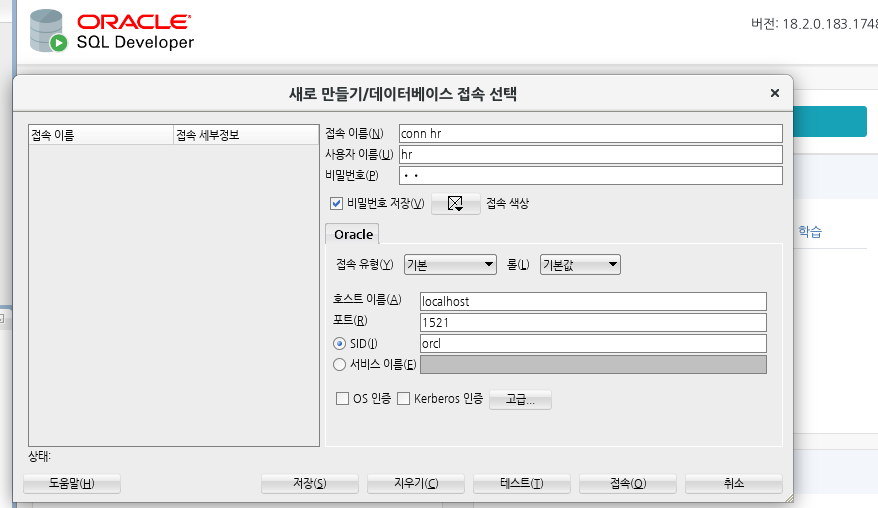 ORACLE®
SQL Developer
버전: 18.2.0.183.1748
새로 만들기/데이터베이스 접속 선택
접속 이름
접속 세부정보
접속 이름(N)
conn hr
사용자 이름(U)
hr
비밀번호(P)
••
비밀번호 저장(V)
접속 색상
Oracle
접속 유형(Y)
기본
롤(L)
기본값
호스트 이름(A)
localhost
포트(R)
1521
SID(I)
orcl
서비스 이름(E)
OS 인증
Kerberos 인증
고급...
학습
상태:
도움말(H)
저장(S)
지우기(C)
테스트(T)
접속(O)
취소